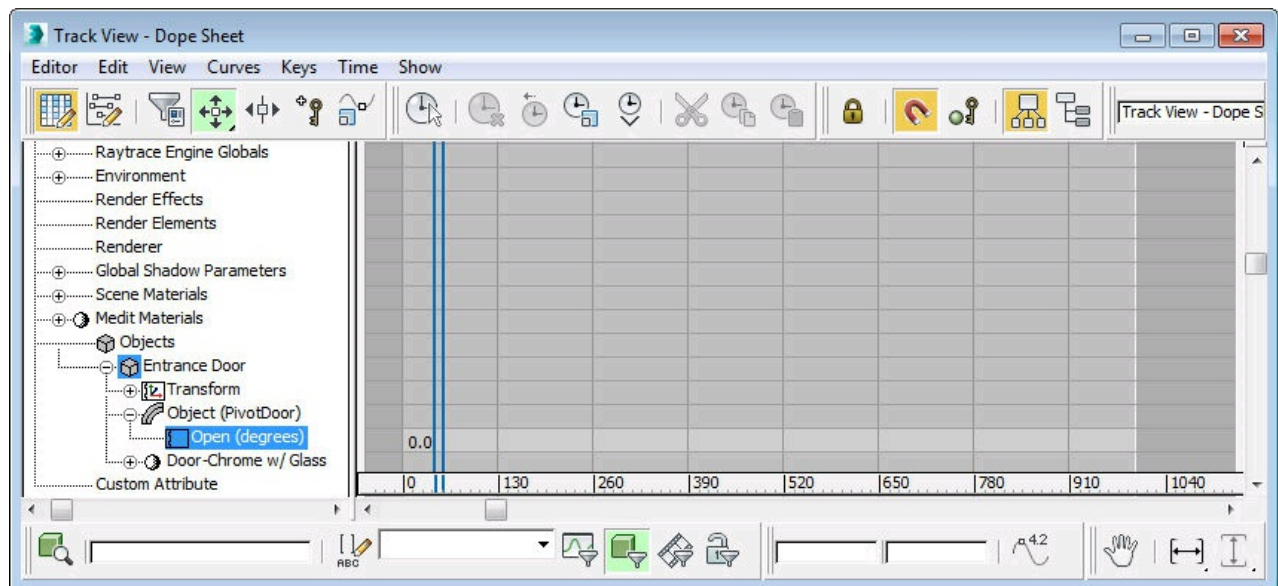 Track View - Dope Sheet
Editor Edit View Curves Keys Time Show
Track View - Dope S
Raytrace Engine Globals
Environment
Render Effects
Render Elements
Renderer
Global Shadow Parameters
Scene Materials
Medit Materials
Objects
Entrance Door
Transform
Object (PivotDoor)
Open (degrees)
0.0
Door-Chrome w/ Glass
Custom Attribute
0 130 260 390 520 650 780 910 1040
ABC
4.2